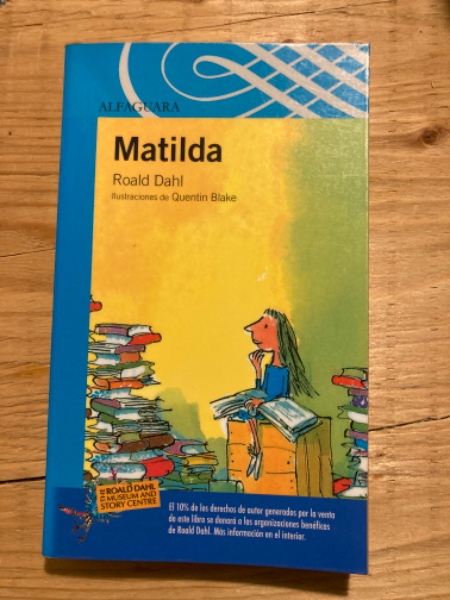 ALFAGUARA
Matilda
Roald Dahl
Ilustraciones de Quentin Blake
THE ROALD DAHL
MUSEUM AND
STORY CENTRE
El 10% de los derechos de autor generados por la venta
de este libro se donará a las organizaciones benéficas
de Roald Dahl. Más información en el interior.